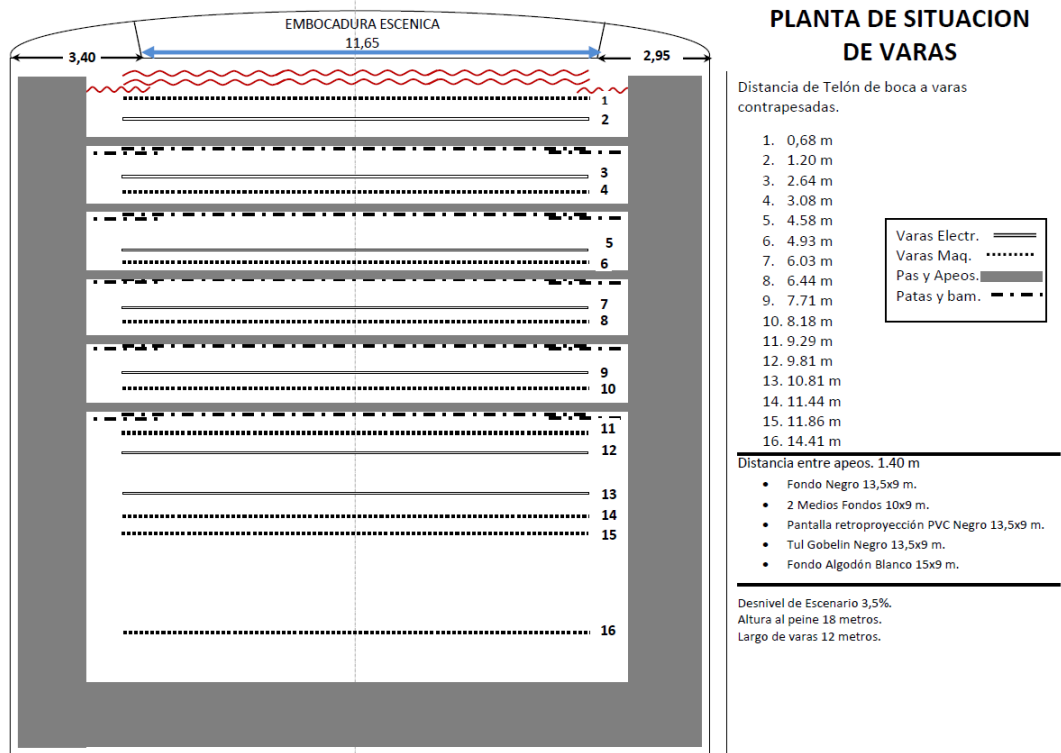 EMBOCADURA ESCENICA
11,65
3,40
2,95
1
2
3
4
5
6
7
8
9
10
11
12
13
14
15
16
PLANTA DE SITUACION
DE VARAS
Distancia de Telón de boca a varas
contrapesadas.
1. 0,68 m
2. 1.20 m
3. 2.64 m
4. 3.08 m
5. 4.58 m
6. 4.93 m
7. 6.03 m
8. 6.44 m
9. 7.71 m
10. 8.18 m
11. 9.29 m
12. 9.81 m
13. 10.81 m
14. 11.44 m
15. 11.86 m
16. 14.41 m
Varas Electr.
Varas Maq.
Pas y Apeos.
Patas y bam.
Distancia entre apeos. 1.40 m
• Fondo Negro 13,5x9 m.
• 2 Medios Fondos 10x9 m.
• Pantalla retroproyección PVC Negro 13,5x9 m.
• Tul Gobelin Negro 13,5x9 m.
• Fondo Algodón Blanco 15x9 m.
Desnivel de Escenario 3,5%.
Altura al peine 18 metros.
Largo de varas 12 metros.